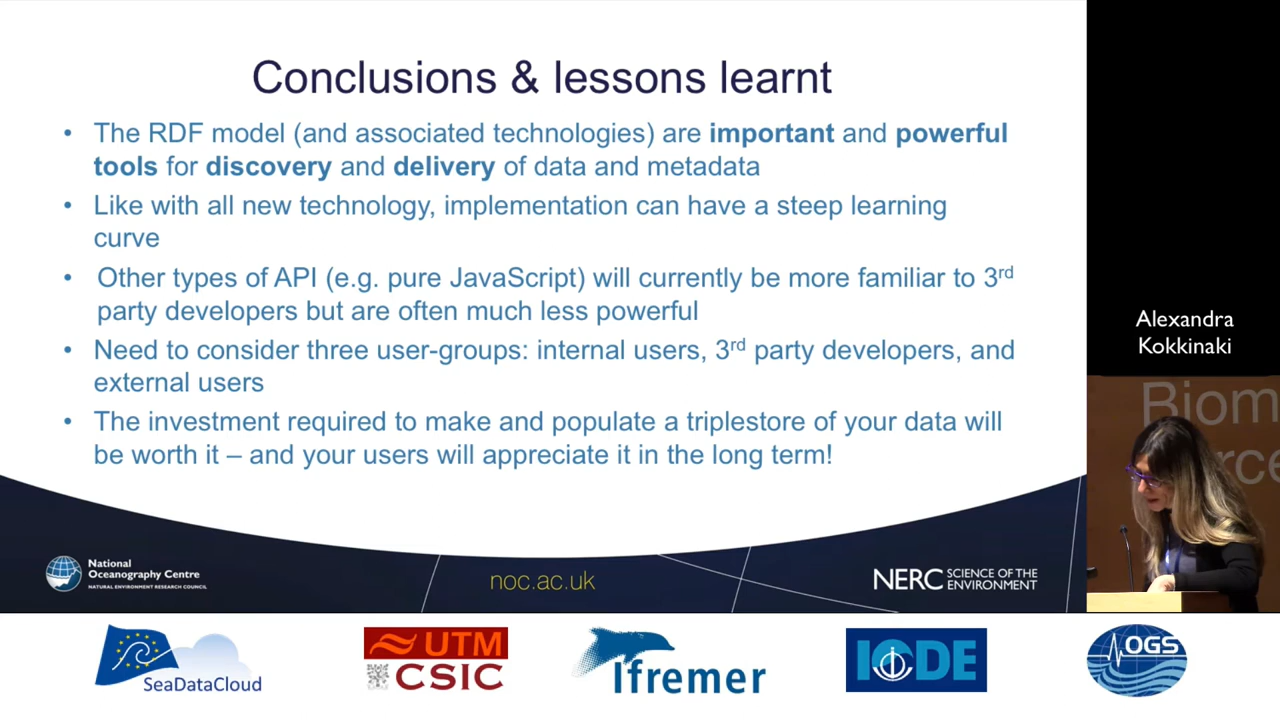 Conclusions & lessons learnt
• The RDF model (and associated technologies) are important and powerful
tools for discovery and delivery of data and metadata
• Like with all new technology, implementation can have a steep learning
curve
• Other types of API (e.g. pure JavaScript) will currently be more familiar to 3rd
party developers but are often much less powerful
• Need to consider three user-groups: internal users, 3rd party developers, and
external users
• The investment required to make and populate a triplestore of your data will
be worth it – and your users will appreciate it in the long term!
National
Oceanography Centre
NATURAL ENVIRONMENT RESEARCH COUNCIL
noc.ac.uk
NERC SCIENCE OF THE
ENVIRONMENT
Alexandra
Kokkinaki
Biom
rce
SeaDataCloud
UTM
CSIC
Ifremer
IODE
OGS